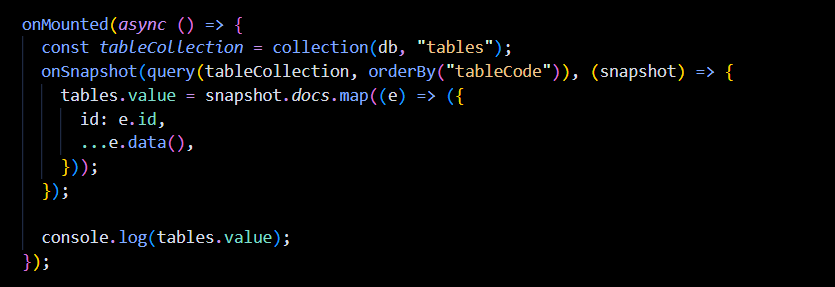 onMounted(async () => {
  const tableCollection = collection(db, "tables");
  onSnapshot(query(tableCollection, orderBy("tableCode")), (snapshot) => {
    tables.value = snapshot.docs.map((e) => ({
      id: e.id,
      ...e.data(),
    }));
  });

  console.log(tables.value);
});